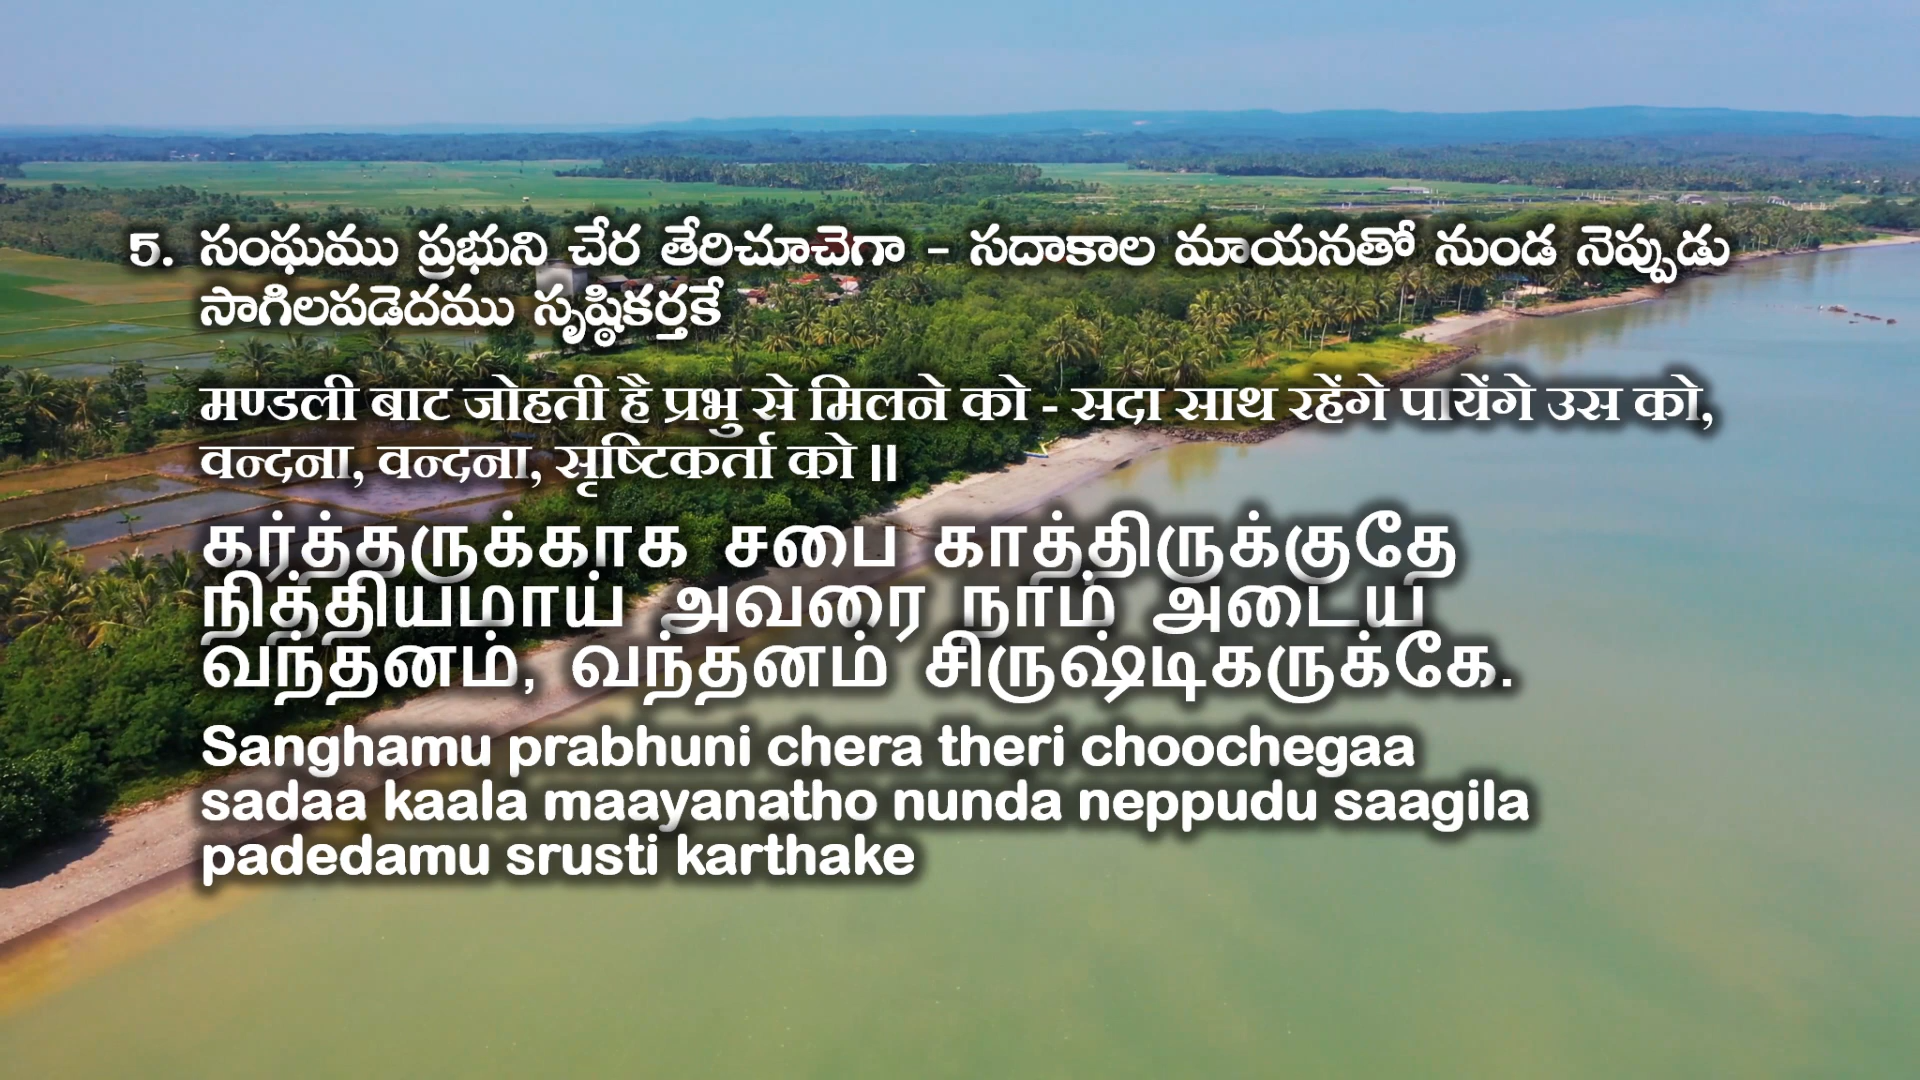 5. సంఘము ప్రభుని చేర తేరిచూచెగా - సదాకాల మాయనతో నుండ నెప్పుడు
సాగిలపడెదము సృష్ఠికర్తకే
मण्डली बाट जोहती है प्रभु से मिलने को - सदा साथ रहेंगे पायेंगे उस को,
वन्दना, वन्दना, सृष्टिकर्ता को ॥
கர்த்தருக்காக சபை காத்திருக்குதே
நித்தியமாய் அவரை நாம் அடைய
வந்தனம், வந்தனம் சிருஷ்டிகருக்கே.
Sanghamu prabhuni chera theri choochegaa
sadaa kaala maayanatho nunda neppudu saagila
padedamu srusti karthake